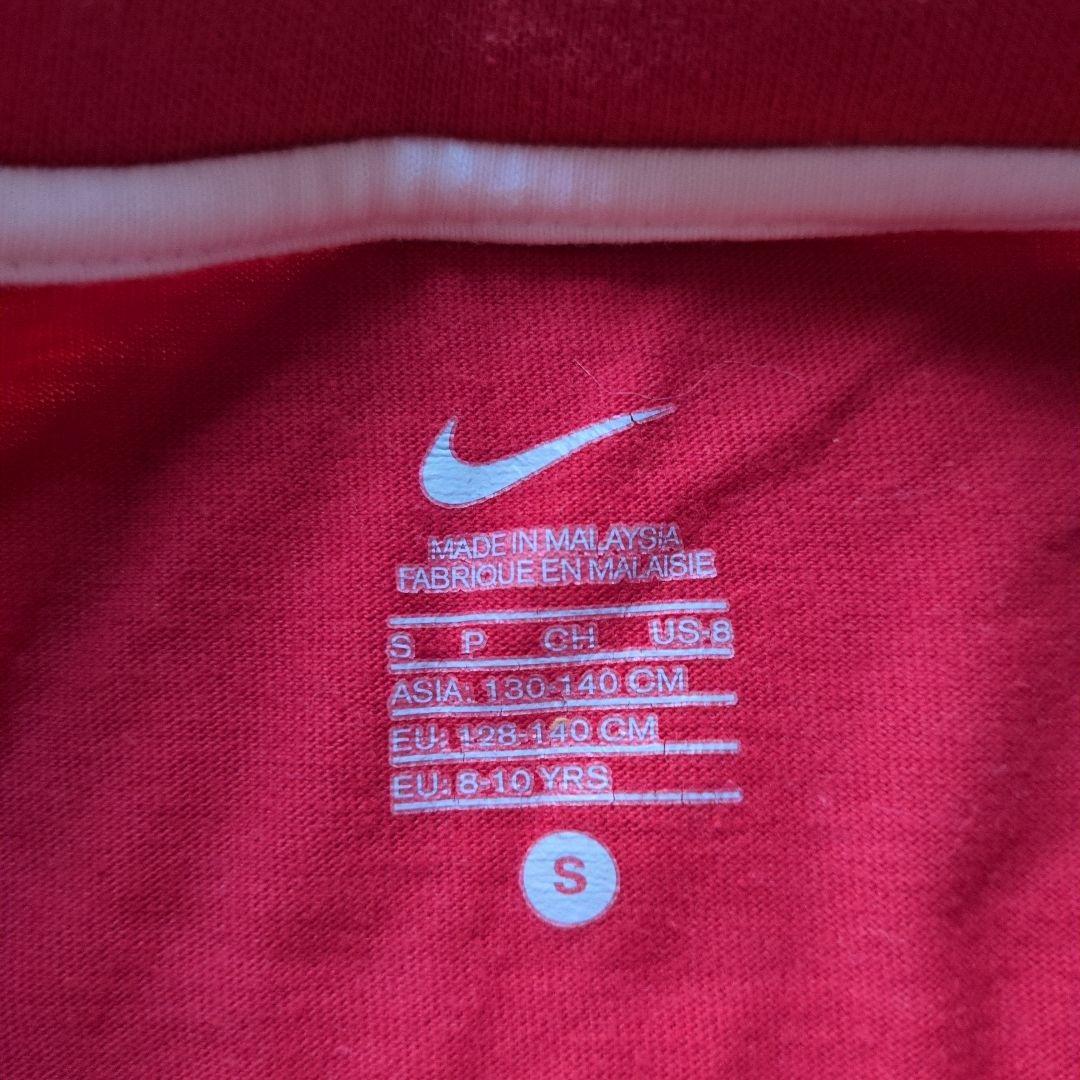 MADE IN MALAYSIA
FABRIQUE EN MALAISIE
S P CH US:8
ASIA: 130-140 CM
EU: 128-140 CM
EU: 8-10 YRS
S